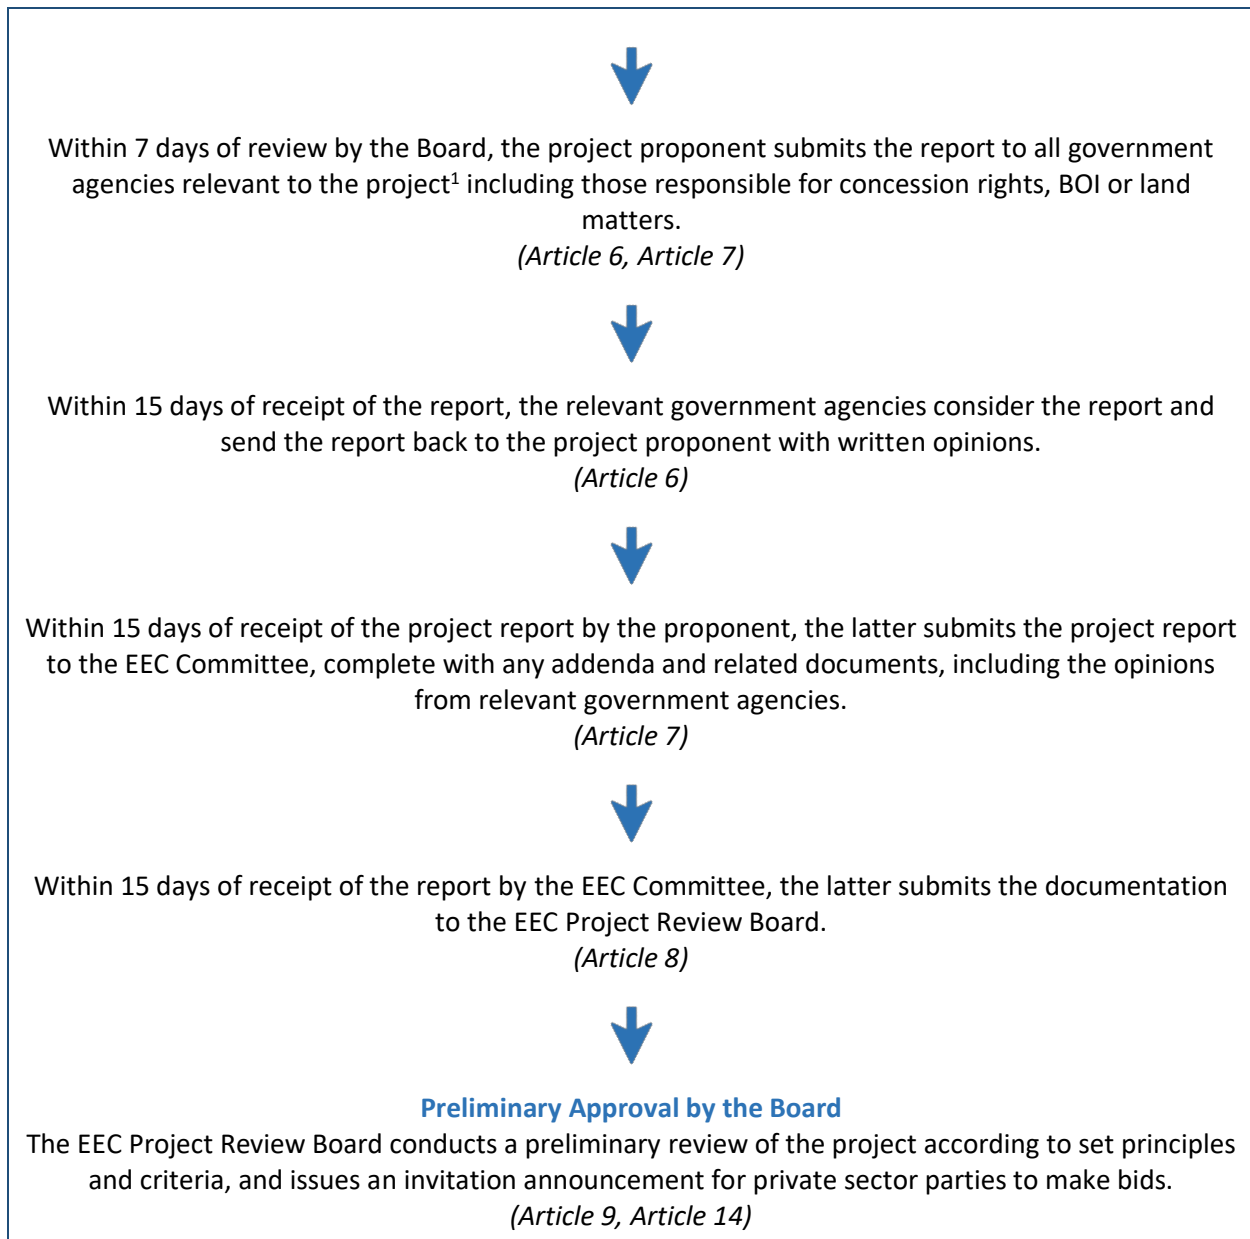 Within 7 days of review by the Board, the project proponent submits the report to all government
agencies relevant to the project¹ including those responsible for concession rights, BOI or land
matters.
(Article 6, Article 7)
Within 15 days of receipt of the report, the relevant government agencies consider the report and
send the report back to the project proponent with written opinions.
(Article 6)
Within 15 days of receipt of the project report by the proponent, the latter submits the project report
to the EEC Committee, complete with any addenda and related documents, including the opinions
from relevant government agencies.
(Article 7)
Within 15 days of receipt of the report by the EEC Committee, the latter submits the documentation
to the EEC Project Review Board.
(Article 8)
Preliminary Approval by the Board
The EEC Project Review Board conducts a preliminary review of the project according to set principles
and criteria, and issues an invitation announcement for private sector parties to make bids.
(Article 9, Article 14)